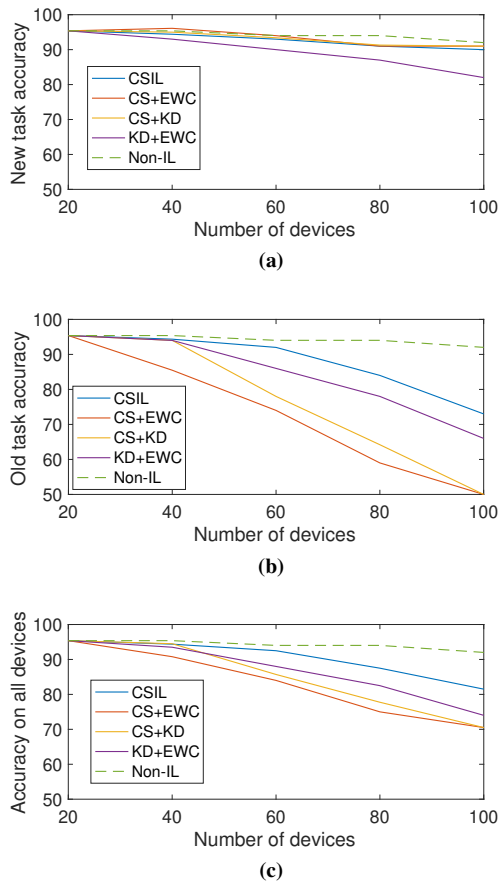 100
90
80
70
60
50
New task accuracy
CSIL
CS+EWC
CS+KD
KD+EWC
Non-IL
20 40 60 80 100
Number of devices
(a)
100
90
80
70
60
50
Old task accuracy
CSIL
CS+EWC
CS+KD
KD+EWC
Non-IL
20 40 60 80 100
Number of devices
(b)
100
90
80
70
60
50
Accuracy on all devices
CSIL
CS+EWC
CS+KD
KD+EWC
Non-IL
20 40 60 80 100
Number of devices
(c)